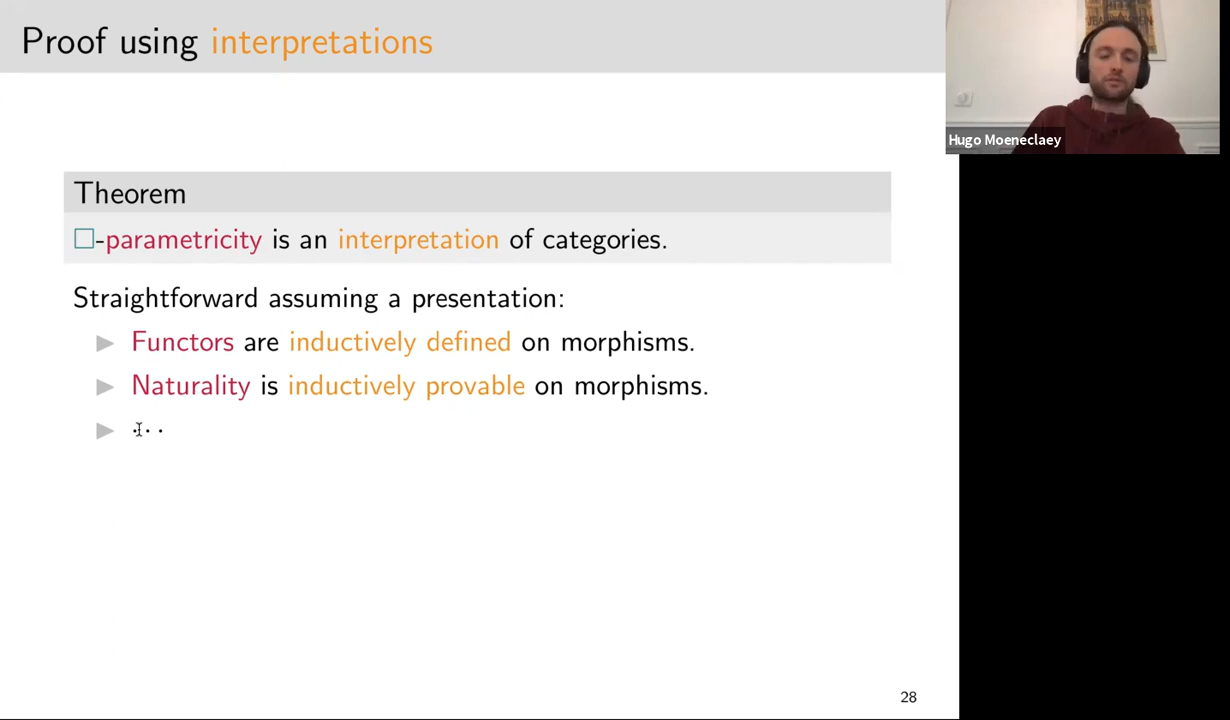 Proof using interpretations
Hugo Moeneclaey
Theorem
□-parametricity is an interpretation of categories.
Straightforward assuming a presentation:
▶ Functors are inductively defined on morphisms.
▶ Naturality is inductively provable on morphisms.
▶ ···
28